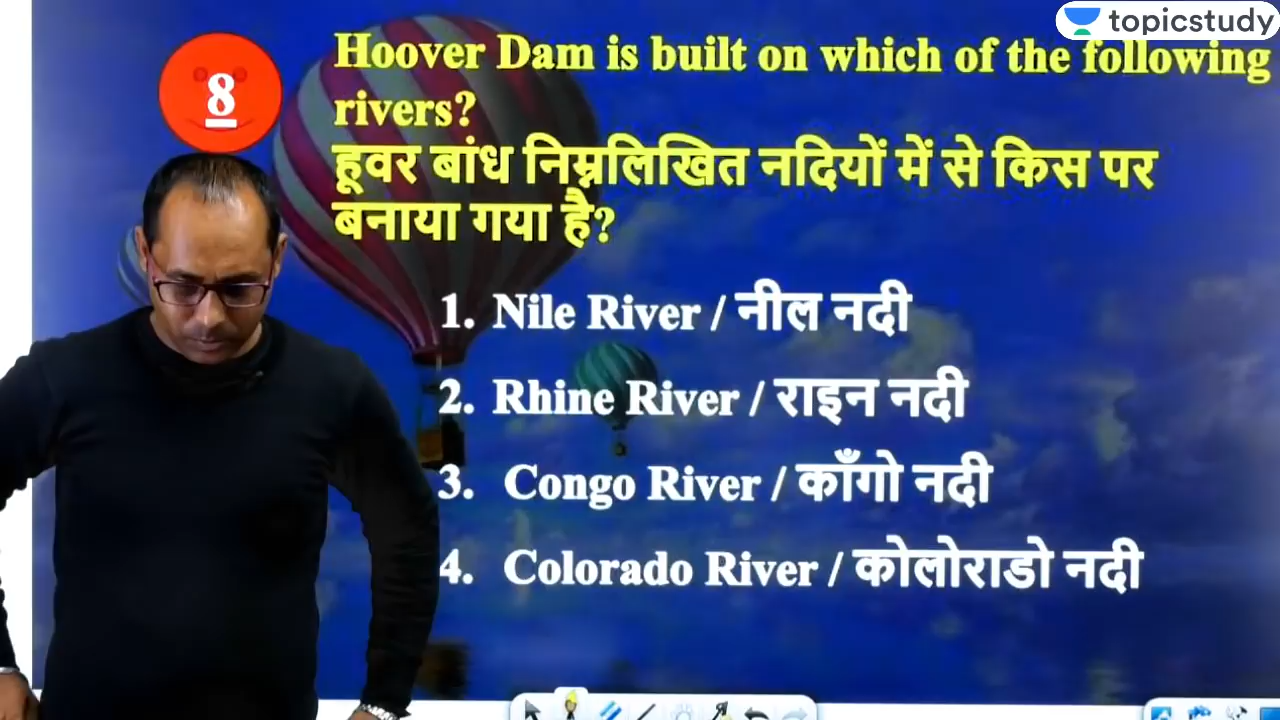 topicstudy
8
Hoover Dam is built on which of the following
rivers?
हूवर बांध निम्नलिखित नदियों में से किस पर
बनाया गया है?
1. Nile River / नील नदी
2. Rhine River / राइन नदी
3. Congo River / काँगो नदी
4. Colorado River / कोलोराडो नदी